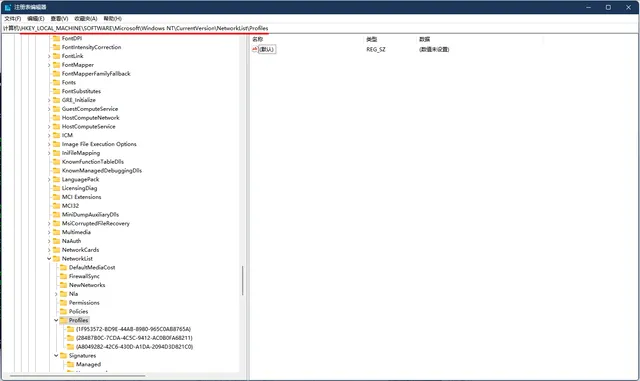 注册表编辑器
文件(F) 编辑(E) 查看(V) 收藏夹(A) 帮助(H)
计算机\HKEY_LOCAL_MACHINE\SOFTWARE\Microsoft\Windows NT\CurrentVersion\NetworkList\Profiles
名称 类型 数据
ab (默认) REG_SZ (数值未设置)
FontDPI
FontIntensityCorrection
FontLink
FontMapper
FontMapperFamilyFallback
Fonts
FontSubstitutes
GRE_Initialize
GuestComputeService
HostComputeNetwork
HostComputeService
ICM
Image File Execution Options
IniFileMapping
KnownFunctionTableDlls
KnownManagedDebuggingDlls
LanguagePack
LicensingDiag
MCI Extensions
MCI32
MiniDumpAuxiliaryDlls
MsiCorruptedFileRecovery
Multimedia
NaAuth
NetworkCards
NetworkList
DefaultMediaCost
FirewallSync
NewNetworks
Nla
Permissions
Policies
Profiles
{1F953572-BD9E-44AB-8980-965C0AB8765A}
{284B7B0C-7CDA-4C5C-9412-AC0B0FA68211}
{A8049282-42C6-430D-A1DA-2094D3D821C0}
Signatures
Managed